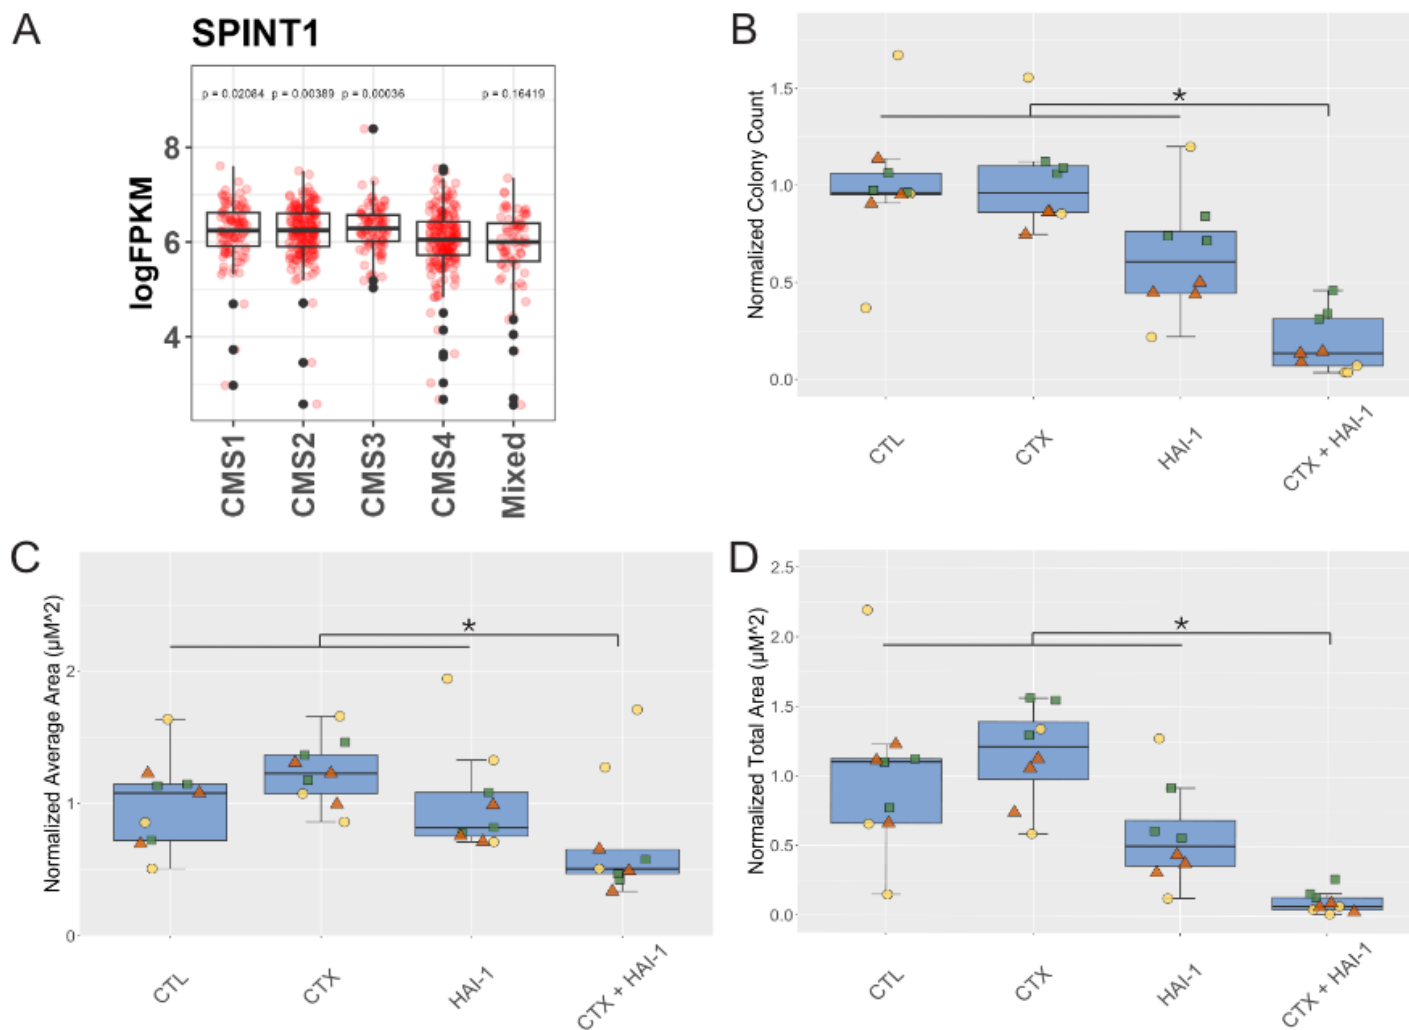 A
SPINT1
p = 0.02084 p = 0.00389 p = 0.00036 p = 0.16419
logFPKM
8
6
4
CMS1
CMS2
CMS3
CMS4
Mixed
B
*
Normalized Colony Count
1.5
1.0
0.5
0.0
CTL
CTX
HAI-1
CTX + HAI-1
C
*
Normalized Average Area (µM^2)
2
1
0
CTL
CTX
HAI-1
CTX + HAI-1
D
*
Normalized Total Area (µM^2)
2.5
2.0
1.5
1.0
0.5
0.0
CTL
CTX
HAI-1
CTX + HAI-1